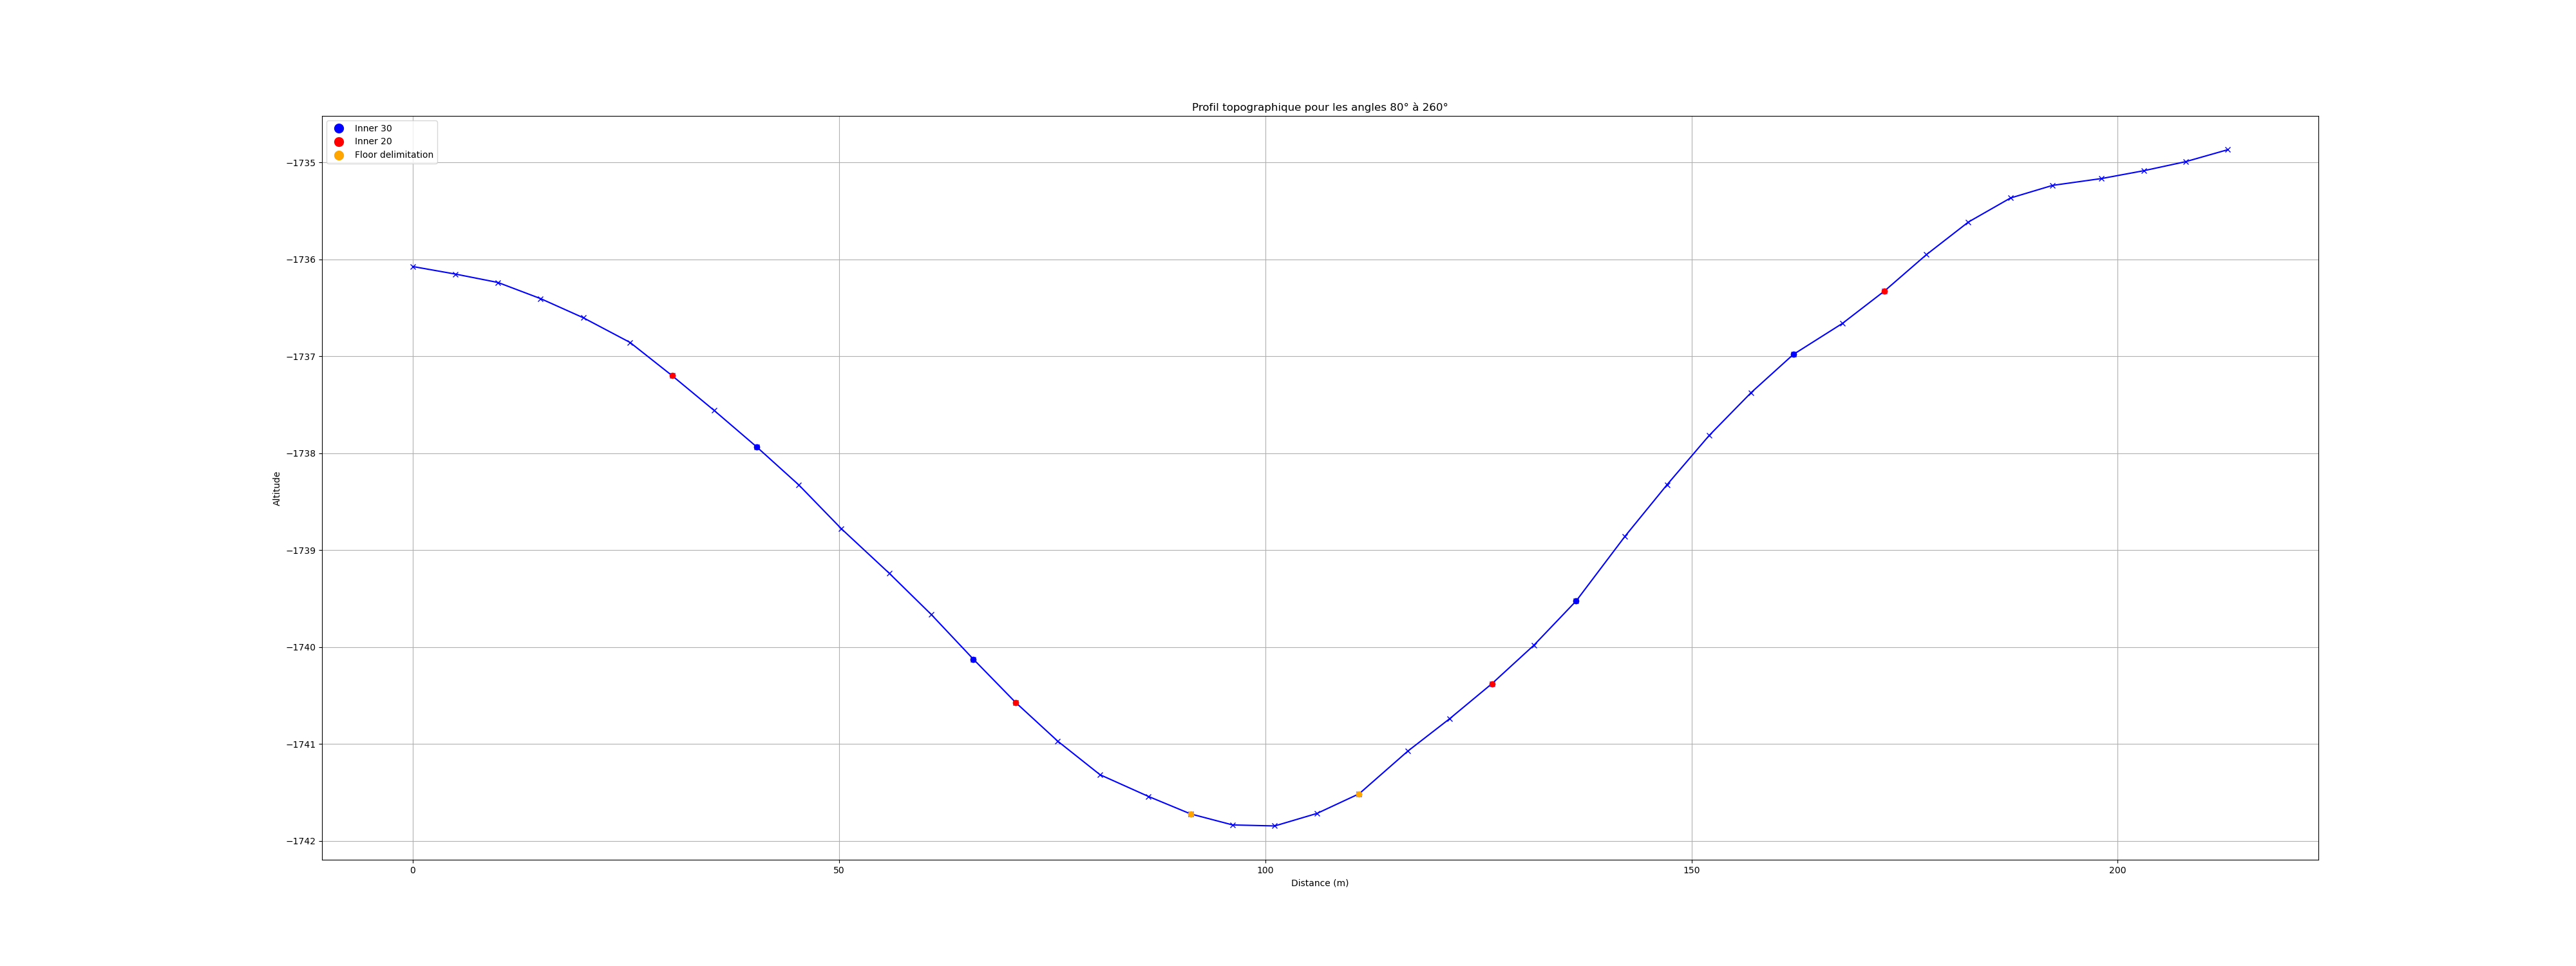 Profil topographique pour les angles 80° à 260°
Inner 30
Inner 20
Floor delimitation
−1735
−1736
−1737
−1738
−1739
−1740
−1741
−1742
Altitude
0 50 100 150 200
Distance (m)